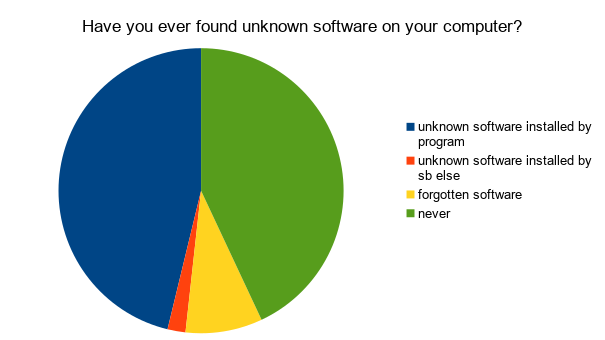 Have you ever found unknown software on your computer?
unknown software installed by
program
unknown software installed by
sb else
forgotten software
never